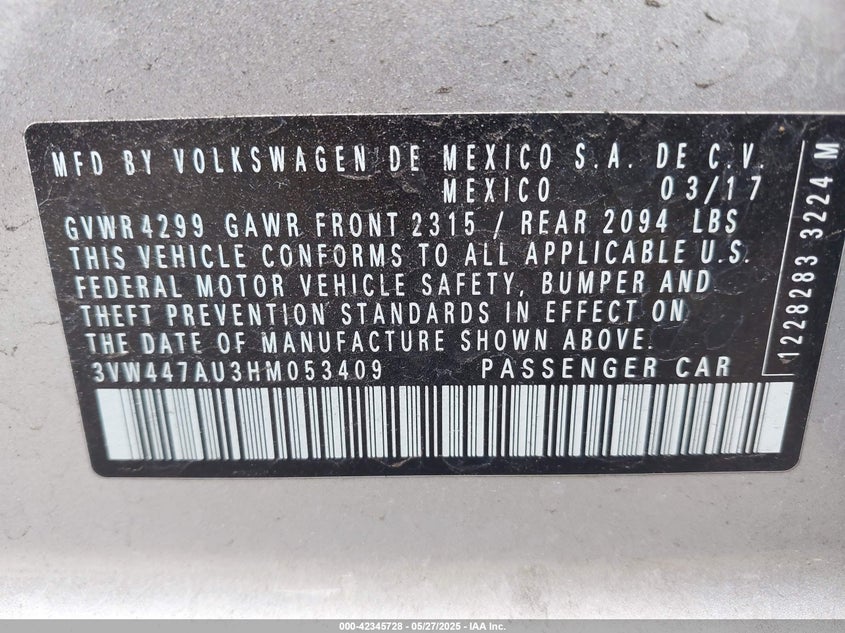 MFD BY VOLKSWAGEN DE MEXICO S.A. DE C.V.
MEXICO 03/17
GVWR 4299 GAWR FRONT 2315 / REAR 2094 LBS
THIS VEHICLE CONFORMS TO ALL APPLICABLE U.S.
FEDERAL MOTOR VEHICLE SAFETY, BUMPER AND
THEFT PREVENTION STANDARDS IN EFFECT ON
THE DATE OF MANUFACTURE SHOWN ABOVE.
3VW447AU3HM053409 PASSENGER CAR
1228283 3224 M
000-42345728 - 05/27/2025 - IAA Inc.